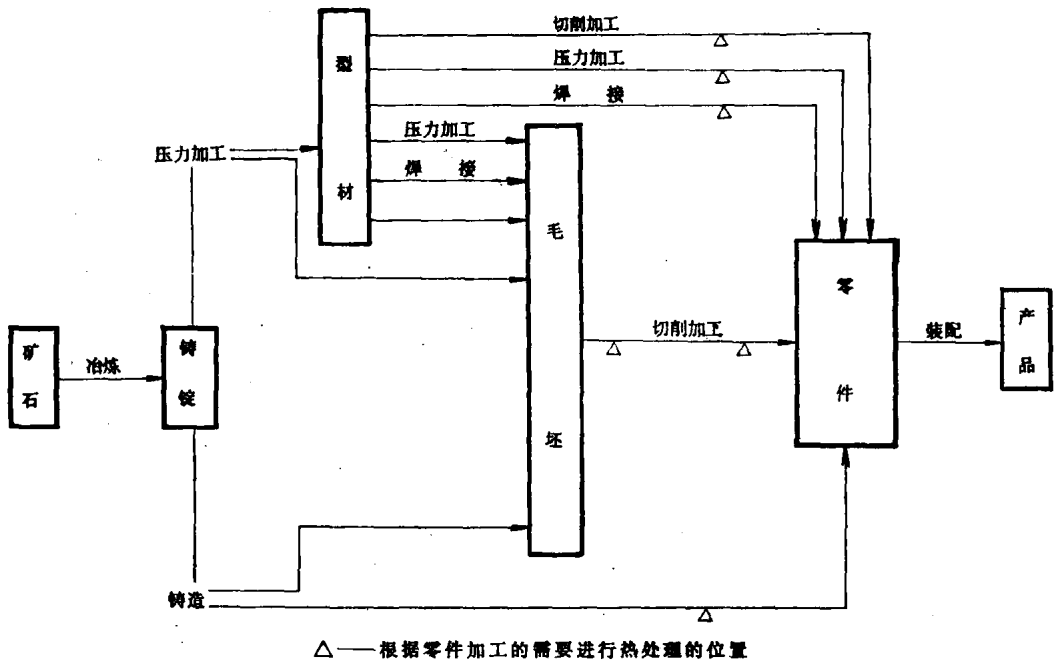 切削加工
压力加工
焊接
型材
压力加工
焊接
压力加工
毛坯
零件
产品
矿石
冶炼
铸锭
切削加工
装配
铸造
△——根据零件加工的需要进行热处理的位置